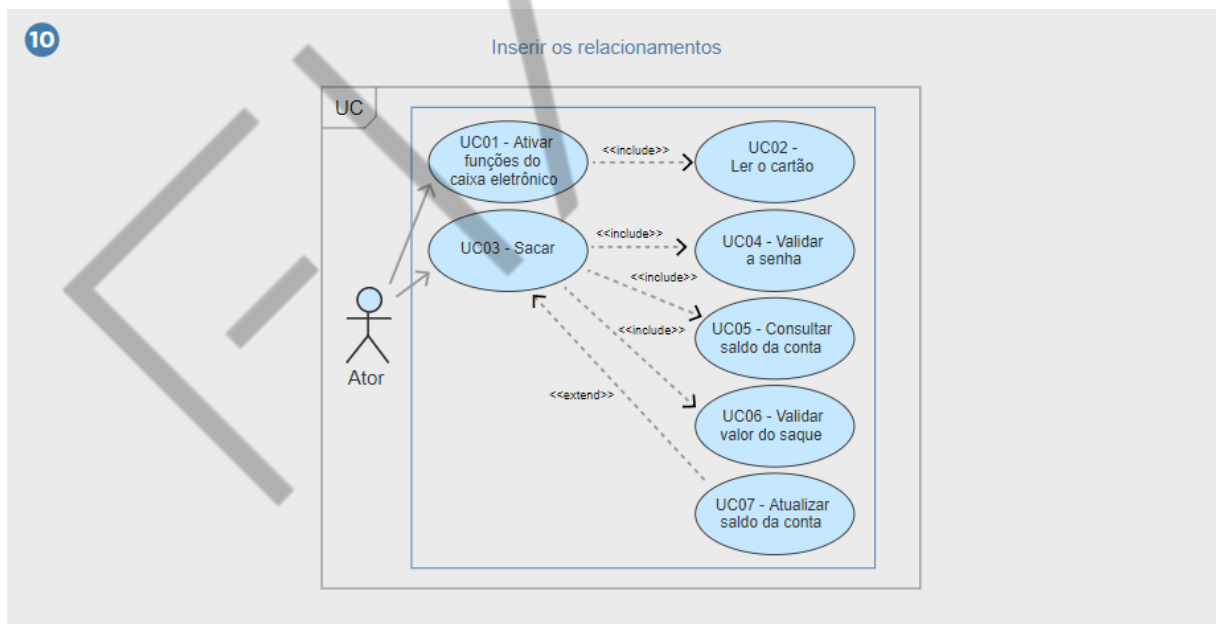 10
Inserir os relacionamentos
UC
UC01 - Ativar
funções do
caixa eletrônico
<<include>>
UC02 -
Ler o cartão
UC03 - Sacar
<<include>>
UC04 - Validar
a senha
<<include>>
UC05 - Consultar
saldo da conta
<<include>>
Ator
<<extend>>
UC06 - Validar
valor do saque
UC07 - Atualizar
saldo da conta